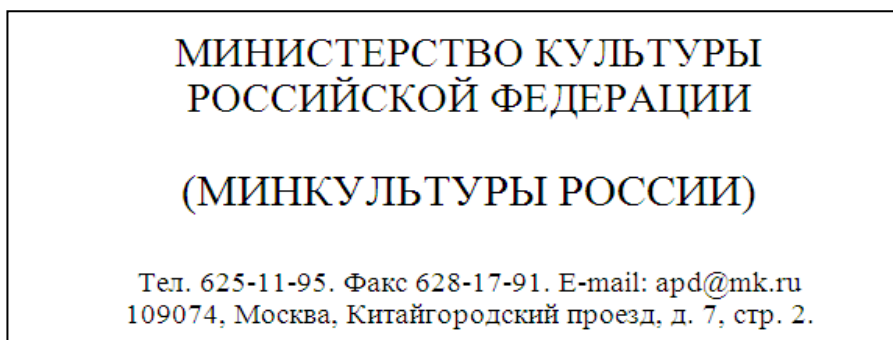 МИНИСТЕРСТВО КУЛЬТУРЫ
РОССИЙСКОЙ ФЕДЕРАЦИИ
(МИНКУЛЬТУРЫ РОССИИ)
Тел. 625-11-95. Факс 628-17-91. E-mail: apd@mk.ru
109074, Москва, Китайгородский проезд, д. 7, стр. 2.